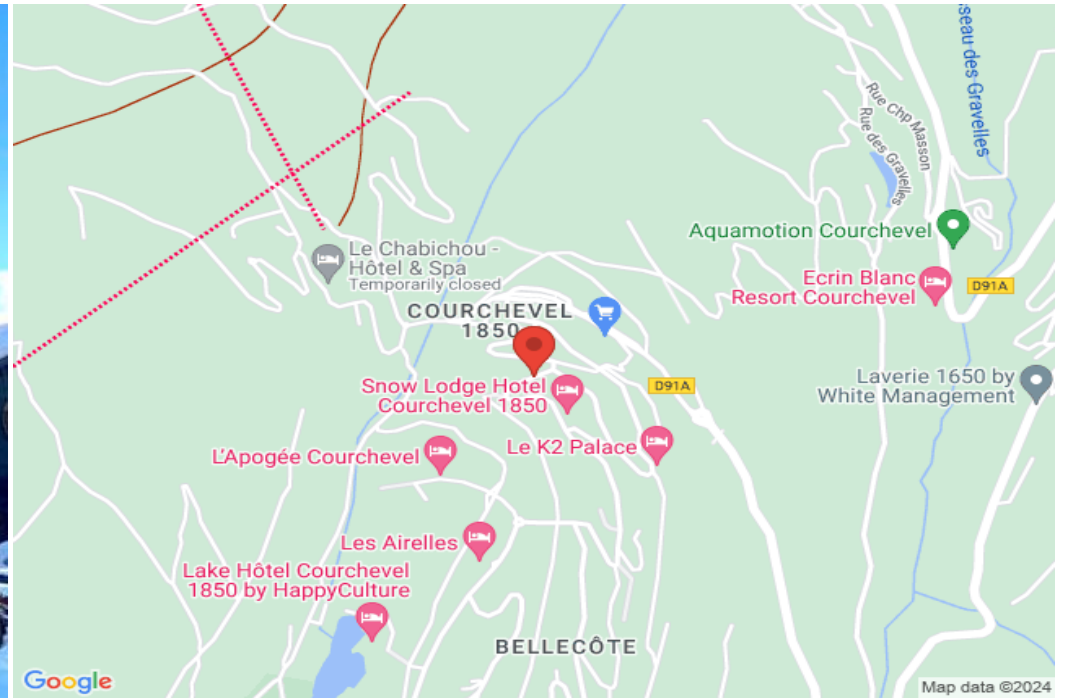 seau des Gravelles
Rue Chp Masson
Rue des Gravelles
Aquamotion Courchevel
Le Chabichou -
Hôtel & Spa
Temporarily closed
Ecrin Blanc
Resort Courchevel
D91A
COURCHEVEL
1850
Snow Lodge Hotel
Courchevel 1850
D91A
Laverie 1650 by
White Management
L'Apogée Courchevel
Le K2 Palace
Les Airelles
Lake Hôtel Courchevel
1850 by HappyCulture
BELLECÔTE
Google
Map data ©2024